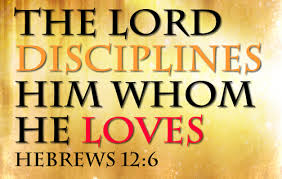 THE LORD
DISCIPLINES
HIM WHOM
HE LOVES
HEBREWS 12:6